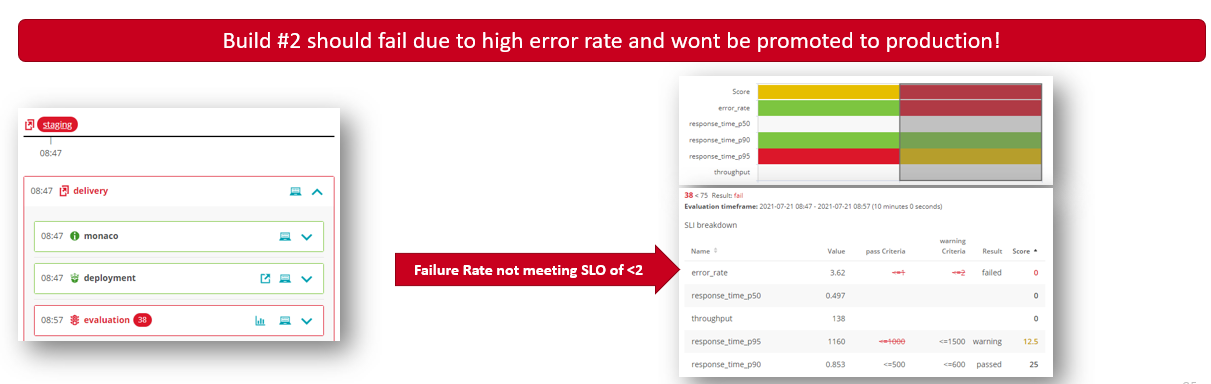 Build #2 should fail due to high error rate and wont be promoted to production!
staging
08:47
08:47 delivery
08:47 monaco
08:47 deployment
08:57 evaluation 38
Failure Rate not meeting SLO of <2
Score
error_rate
response_time_p50
response_time_p90
response_time_p95
throughput
38 < 75 Result: fail
Evaluation timeframe: 2021-07-21 08:47 - 2021-07-21 08:57 (10 minutes 0 seconds)
SLI breakdown
Name Value pass Criteria warning Criteria Result Score
error_rate 3.62 <=1 <=2 failed 0
response_time_p50 0.497 0
throughput 138 0
response_time_p95 1160 <=1000 <=1500 warning 12.5
response_time_p90 0.853 <=500 <=600 passed 25